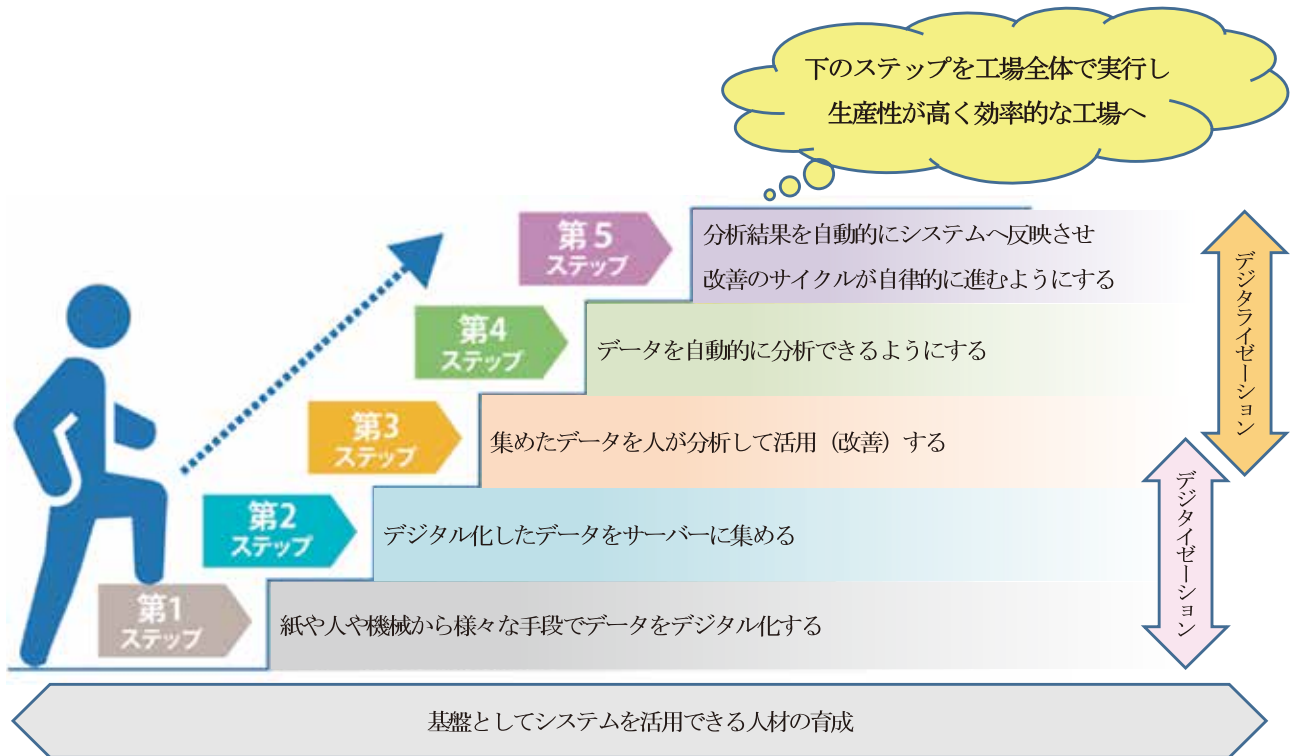 下のステップを工場全体で実行し
生産性が高く効率的な工場へ
第5
ステップ
分析結果を自動的にシステムへ反映させ
改善のサイクルが自律的に進むようにする
第4
ステップ
データを自動的に分析できるようにする
第3
ステップ
集めたデータを人が分析して活用（改善）する
第2
ステップ
デジタル化したデータをサーバーに集める
第1
ステップ
紙や人や機械から様々な手段でデータをデジタル化する
デジタライゼーション
デジタイゼーション
基盤としてシステムを活用できる人材の育成